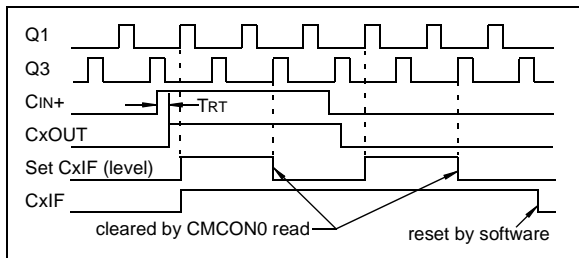 Q1
Q3
CIN+
TRT
CxOUT
Set CxIF (level)
CxIF
cleared by CMCON0 read
reset by software